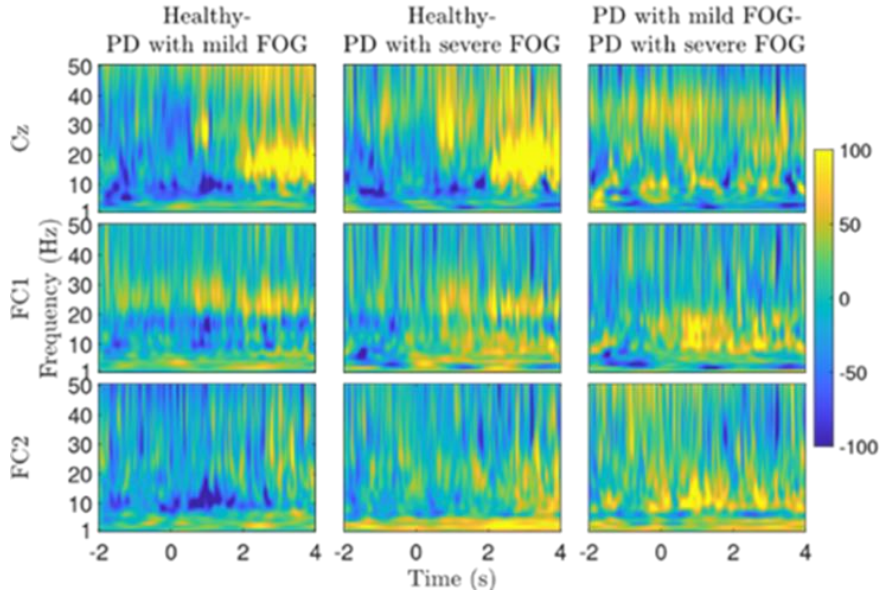 Healthy-
PD with mild FOG
Healthy-
PD with severe FOG
PD with mild FOG-
PD with severe FOG
Cz
50
40
30
20
10
1
FC1
Frequency (Hz)
50
40
30
20
10
1
FC2
50
40
30
20
10
1
-2 0 2 4
-2 0 2 4
-2 0 2 4
Time (s)
100
50
0
-50
-100